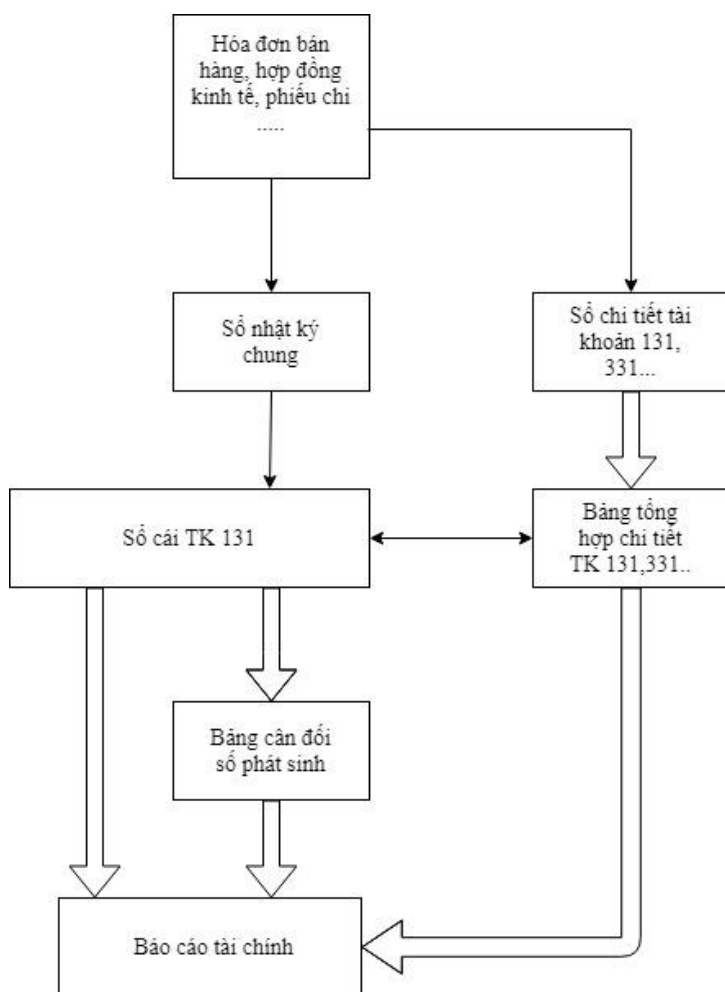 Hóa đơn bán
hàng, hợp đồng
kinh tế, phiếu chi
.....
Sổ nhật ký
chung
Sổ chi tiết tài
khoản 131,
331...
Sổ cái TK 131
Bảng tổng
hợp chi tiết
TK 131,331..
Bảng cân đối
số phát sinh
Báo cáo tài chính